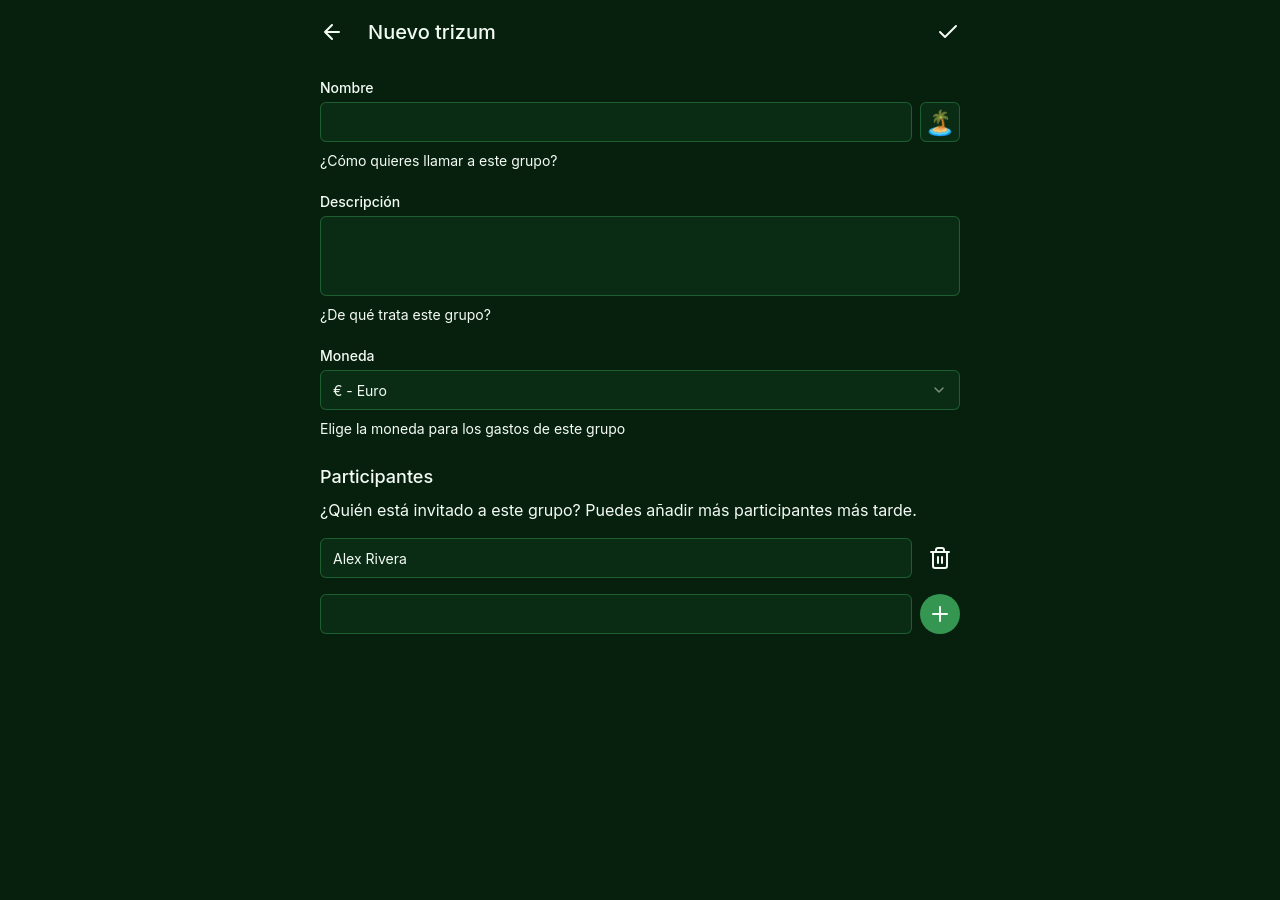 Nuevo trizum
Nombre
¿Cómo quieres llamar a este grupo?
Descripción
¿De qué trata este grupo?
Moneda
€ - Euro
Elige la moneda para los gastos de este grupo
Participantes
¿Quién está invitado a este grupo? Puedes añadir más participantes más tarde.
Alex Rivera